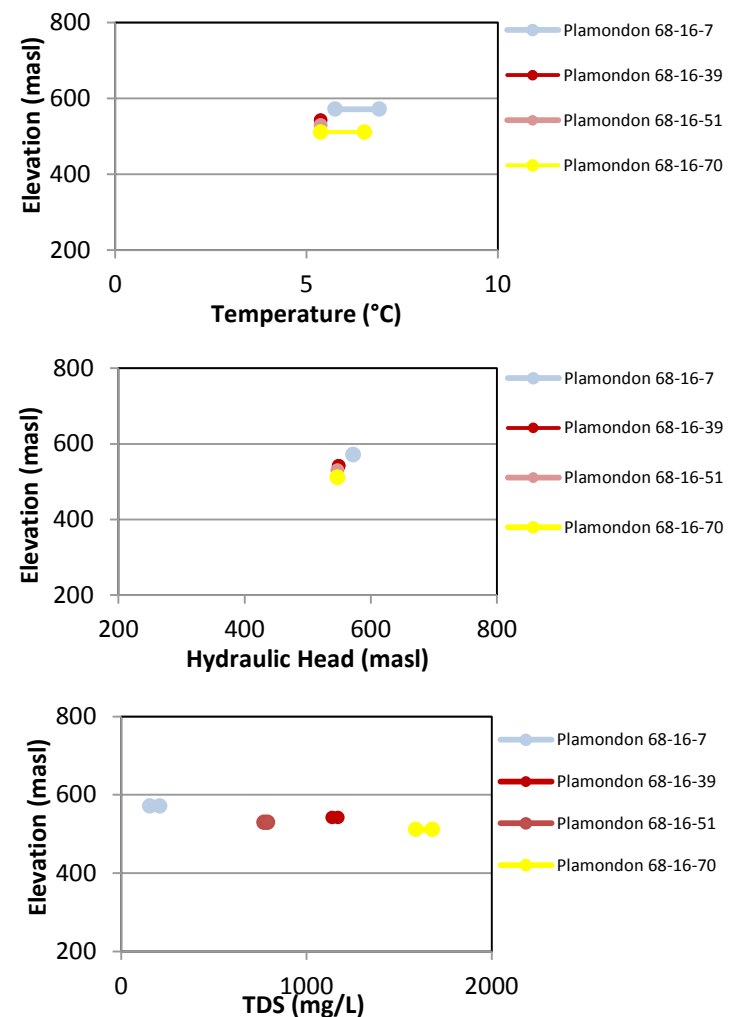 Elevation (masl)
800
600
400
200
0
5
10
Temperature (°C)
Plamondon 68-16-7
Plamondon 68-16-39
Plamondon 68-16-51
Plamondon 68-16-70
Elevation (masl)
800
600
400
200
200
400
600
800
Hydraulic Head (masl)
Plamondon 68-16-7
Plamondon 68-16-39
Plamondon 68-16-51
Plamondon 68-16-70
Elevation (masl)
800
600
400
200
0
1000
2000
TDS (mg/L)
Plamondon 68-16-7
Plamondon 68-16-39
Plamondon 68-16-51
Plamondon 68-16-70